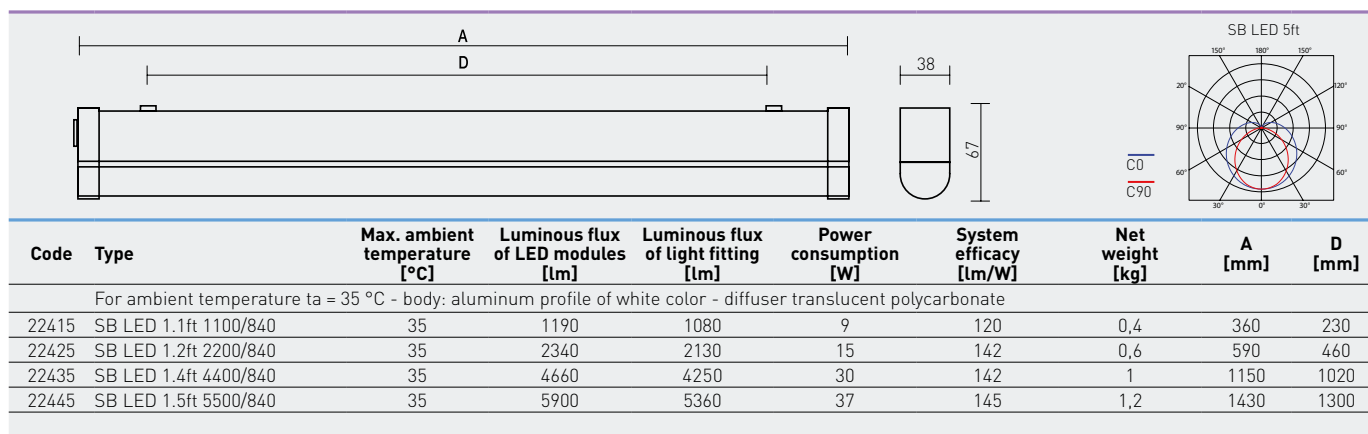 A
D
38
67
SB LED 5ft
150° 180° 150°
20° 120°
90° 90°
60° 60°
30° 0° 30°
C0
C90
Code Type Max. ambient temperature [°C] Luminous flux of LED modules [lm] Luminous flux of light fitting [lm] Power consumption [W] System efficacy [lm/W] Net weight [kg] A [mm] D [mm]
For ambient temperature ta = 35 °C - body: aluminum profile of white color - diffuser translucent polycarbonate
22415 SB LED 1.1ft 1100/840 35 1190 1080 9 120 0,4 360 230
22425 SB LED 1.2ft 2200/840 35 2340 2130 15 142 0,6 590 460
22435 SB LED 1.4ft 4400/840 35 4660 4250 30 142 1 1150 1020
22445 SB LED 1.5ft 5500/840 35 5900 5360 37 145 1,2 1430 1300